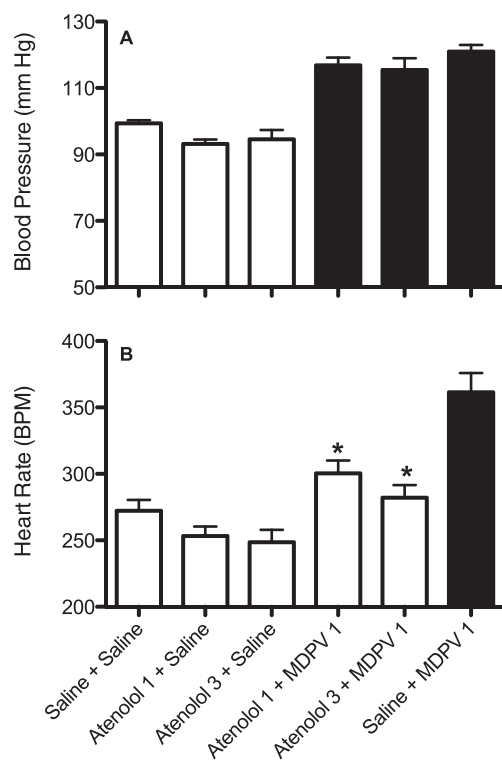 A
Blood Pressure (mm Hg)
130
110
90
70
50
B
Heart Rate (BPM)
400
350
300
250
200
*
*
Saline + Saline
Atenolol 1 + Saline
Atenolol 3 + Saline
Atenolol 1 + MDPV 1
Atenolol 3 + MDPV 1
Saline + MDPV 1